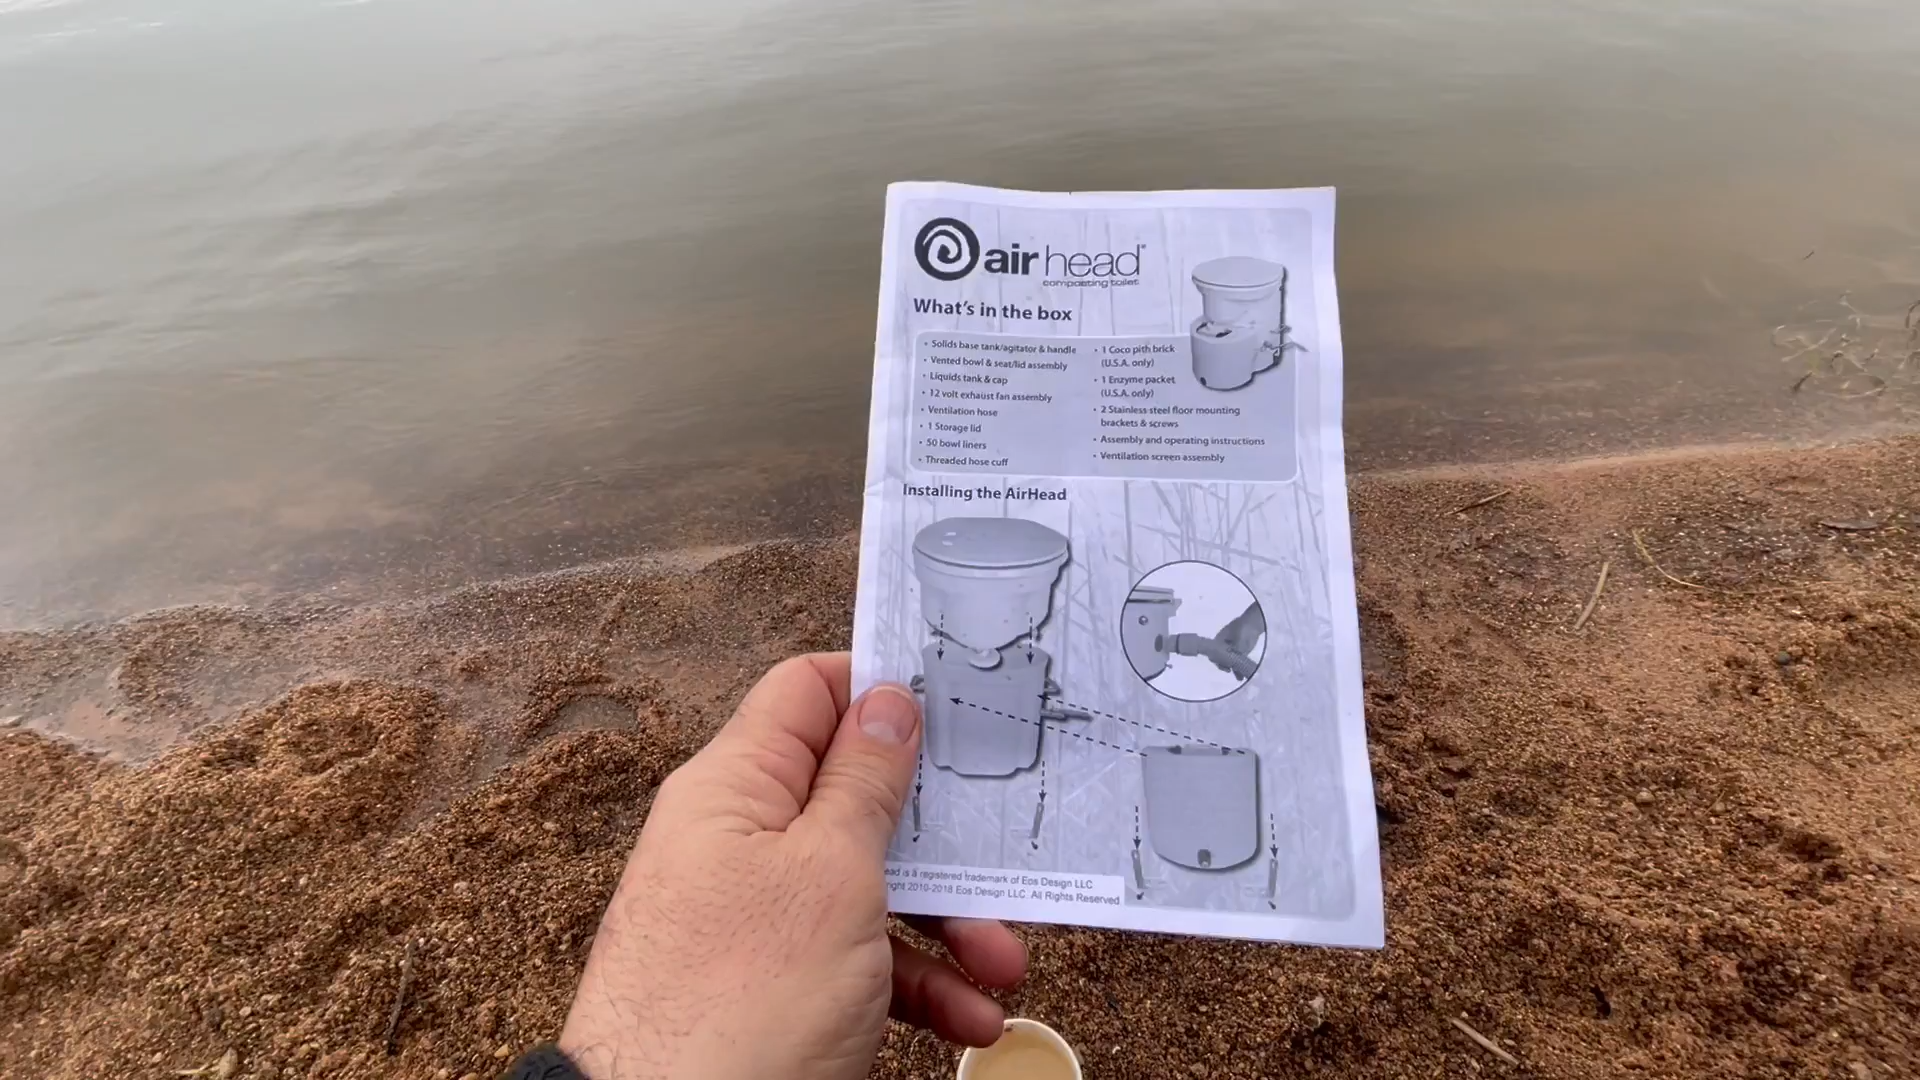 air head®
composting toilet
What's in the box
• Solids base tank/agitator & handle
• Vented bowl & seat/lid assembly
• Liquids tank & cap
• 12 volt exhaust fan assembly
• Ventilation hose
• 1 Storage lid
• 50 bowl liners
• Threaded hose cuff
• 1 Coco pith brick
(U.S.A. only)
• 1 Enzyme packet
(U.S.A. only)
• 2 Stainless steel floor mounting
brackets & screws
• Assembly and operating instructions
• Ventilation screen assembly
Installing the AirHead
ead is a registered trademark of Eos Design LLC
right 2010-2018 Eos Design LLC. All Rights Reserved